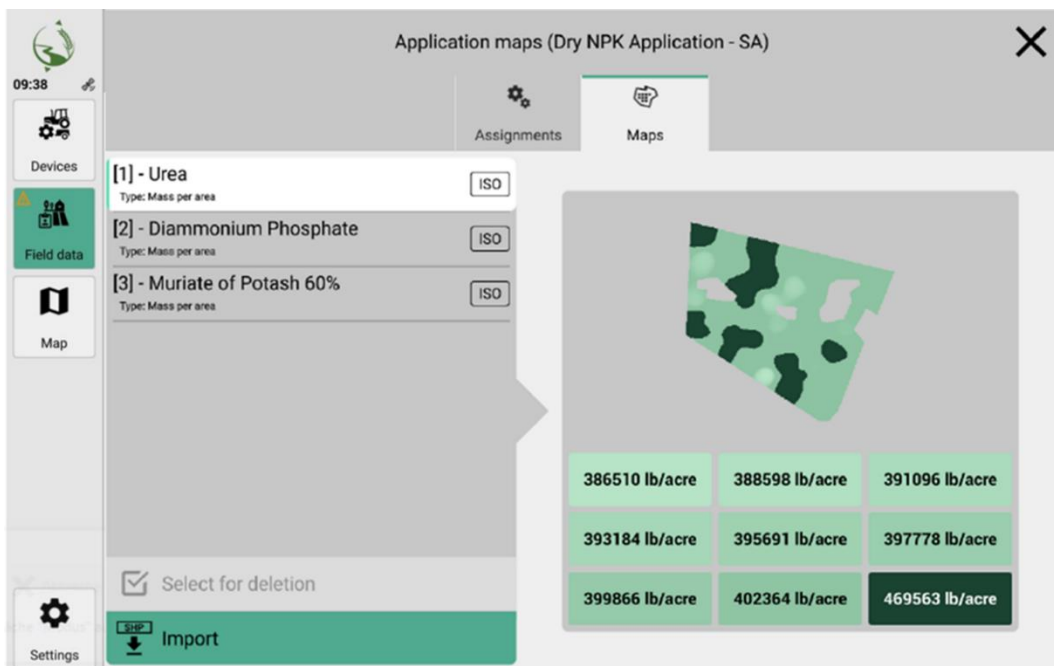 Application maps (Dry NPK Application - SA)
09:38
Devices
Field data
Map
Settings
Assignments
Maps
[1] - Urea
Type: Mass per area
ISO
[2] - Diammonium Phosphate
Type: Mass per area
ISO
[3] - Muriate of Potash 60%
Type: Mass per area
ISO
Select for deletion
SHP
Import
386510 lb/acre
388598 lb/acre
391096 lb/acre
393184 lb/acre
395691 lb/acre
397778 lb/acre
399866 lb/acre
402364 lb/acre
469563 lb/acre